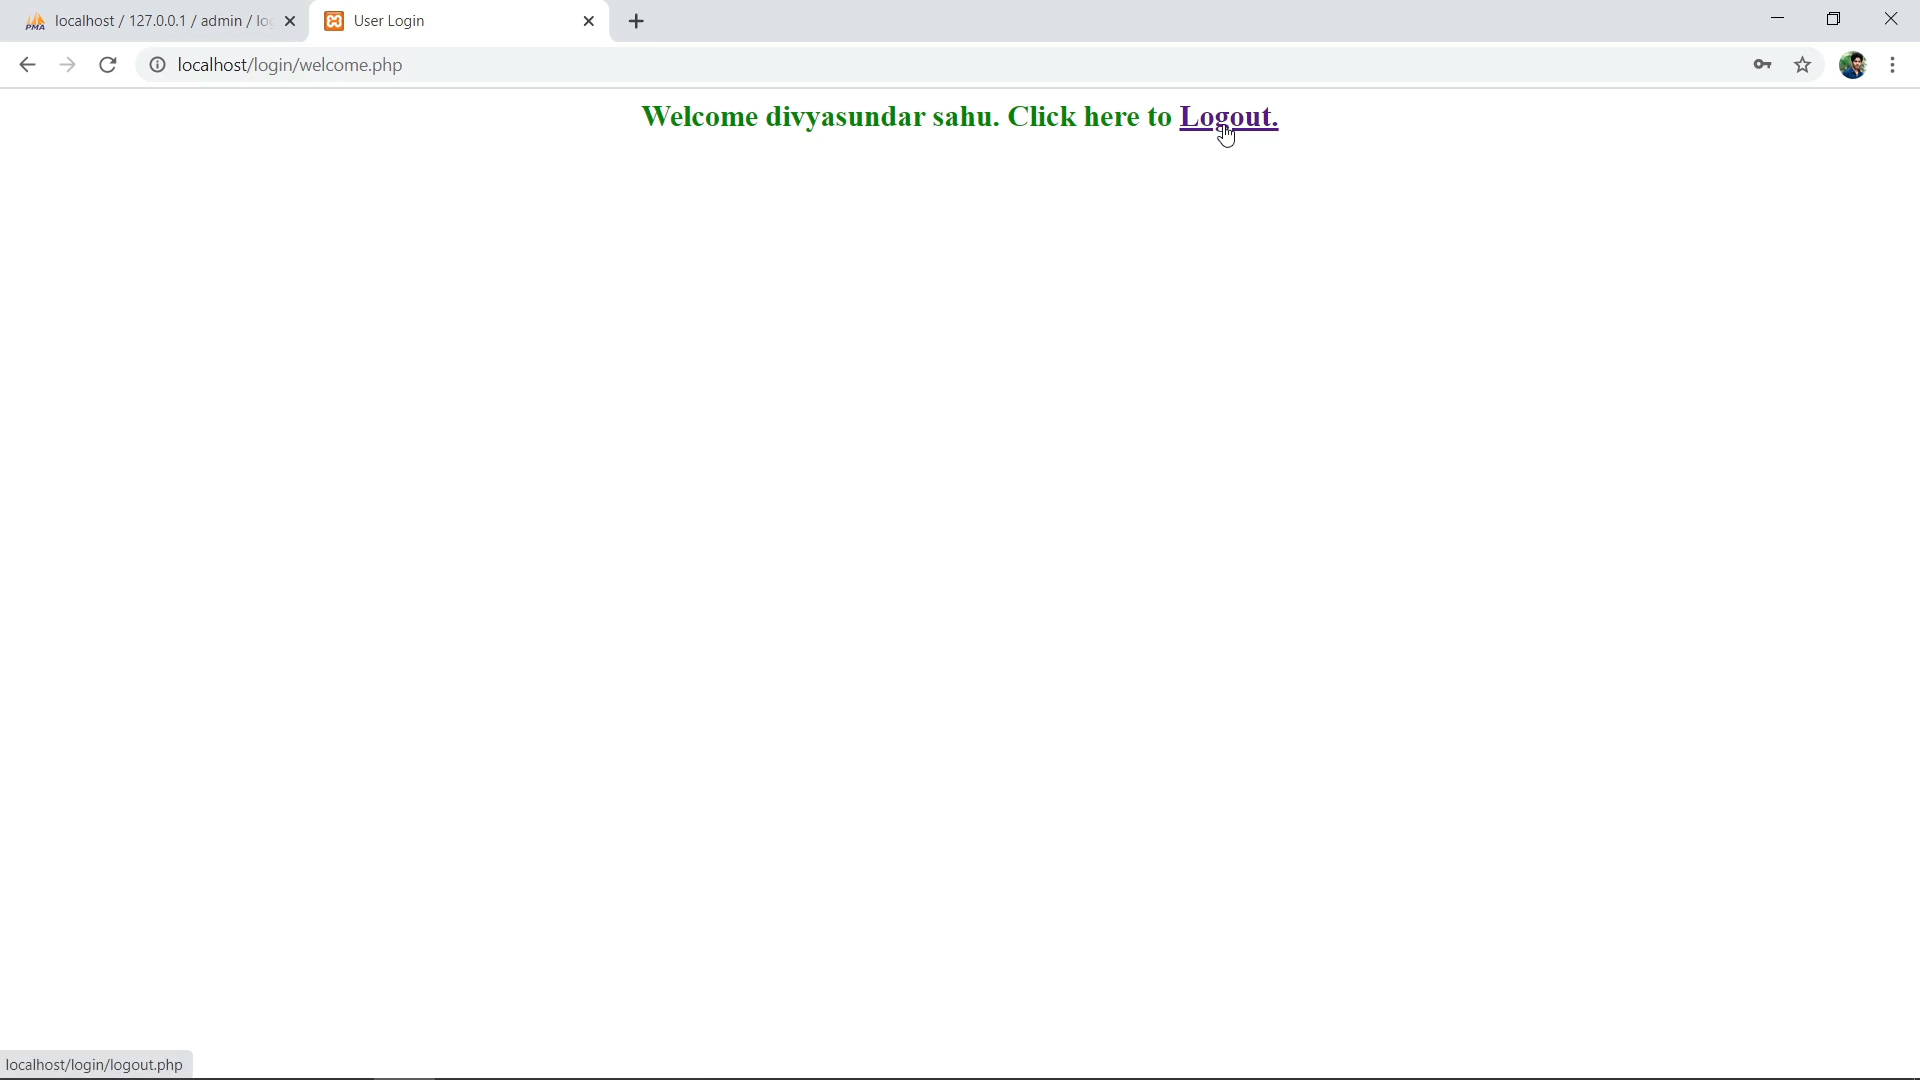 localhost / 127.0.0.1 / admin /
User Login
localhost/login/welcome.php
Welcome divyasundar sahu. Click here to Logout.
localhost/login/logout.php